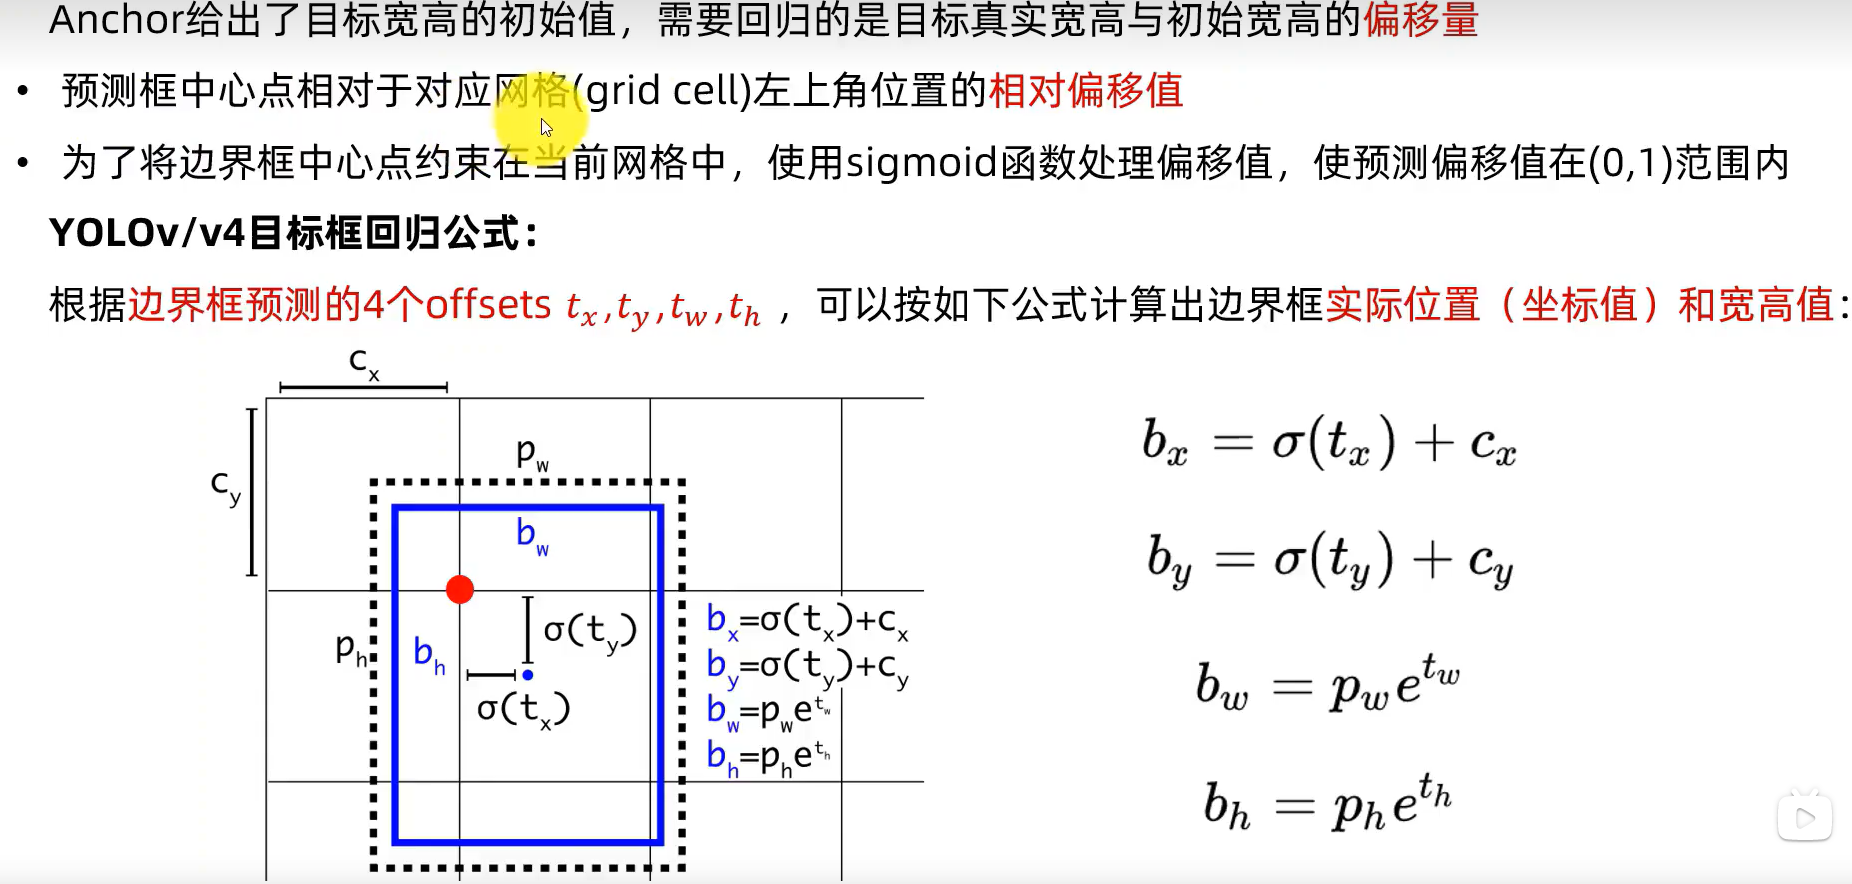 Anchor给出了目标宽高的初始值，需要回归的是目标真实宽高与初始宽高的偏移量
• 预测框中心点相对于对应网格(grid cell)左上角位置的相对偏移值
• 为了将边界框中心点约束在当前网格中，使用sigmoid函数处理偏移值，使预测偏移值在(0,1)范围内
YOLOv/v4目标框回归公式：
根据边界框预测的4个offsets t_x,t_y,t_w,t_h ，可以按如下公式计算出边界框实际位置（坐标值）和宽高值：
c_x
c_y
p_w
b_w
p_h
b_h
σ(t_y)
σ(t_x)
b_x=σ(t_x)+c_x
b_y=σ(t_y)+c_y
b_w=p_w e^{t_w}
b_h=p_h e^{t_h}
b_x = σ(t_x) + c_x
b_y = σ(t_y) + c_y
b_w = p_w e^{t_w}
b_h = p_h e^{t_h}